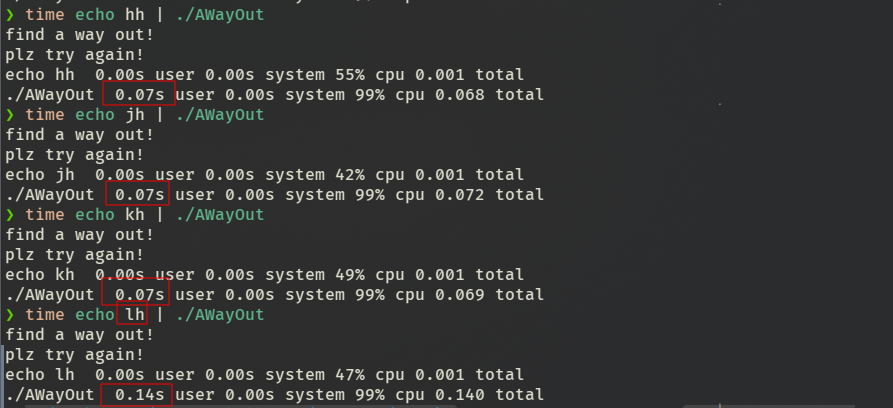 ❯ time echo hh | ./AWayOut
find a way out!
plz try again!
echo hh  0.00s user 0.00s system 55% cpu 0.001 total
./AWayOut  0.07s user 0.00s system 99% cpu 0.068 total
❯ time echo jh | ./AWayOut
find a way out!
plz try again!
echo jh  0.00s user 0.00s system 42% cpu 0.001 total
./AWayOut  0.07s user 0.00s system 99% cpu 0.072 total
❯ time echo kh | ./AWayOut
find a way out!
plz try again!
echo kh  0.00s user 0.00s system 49% cpu 0.001 total
./AWayOut  0.07s user 0.00s system 99% cpu 0.069 total
❯ time echo lh | ./AWayOut
find a way out!
plz try again!
echo lh  0.00s user 0.00s system 47% cpu 0.001 total
./AWayOut  0.14s user 0.00s system 99% cpu 0.140 total